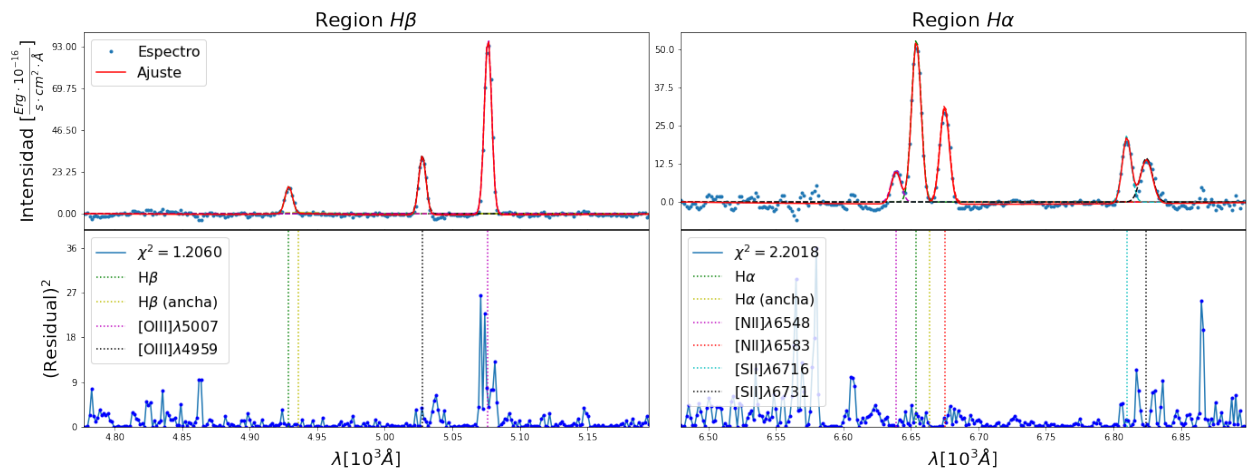 Region Hβ
93.00
69.75
46.50
23.25
0.00
Intensidad [Erg · 10⁻¹⁶ / s · cm² · Å]
Espectro
Ajuste
Region Hα
50.0
37.5
25.0
12.5
0.0
36
27
18
9
0
(Residual)²
χ² = 1.2060
Hβ
Hβ (ancha)
[OIII]λ5007
[OIII]λ4959
4.80 4.85 4.90 4.95 5.00 5.05 5.10 5.15
λ[10³Å]
χ² = 2.2018
Hα
Hα (ancha)
[NII]λ6548
[NII]λ6583
[SII]λ6716
[SII]λ6731
6.50 6.55 6.60 6.65 6.70 6.75 6.80 6.85
λ[10³Å]